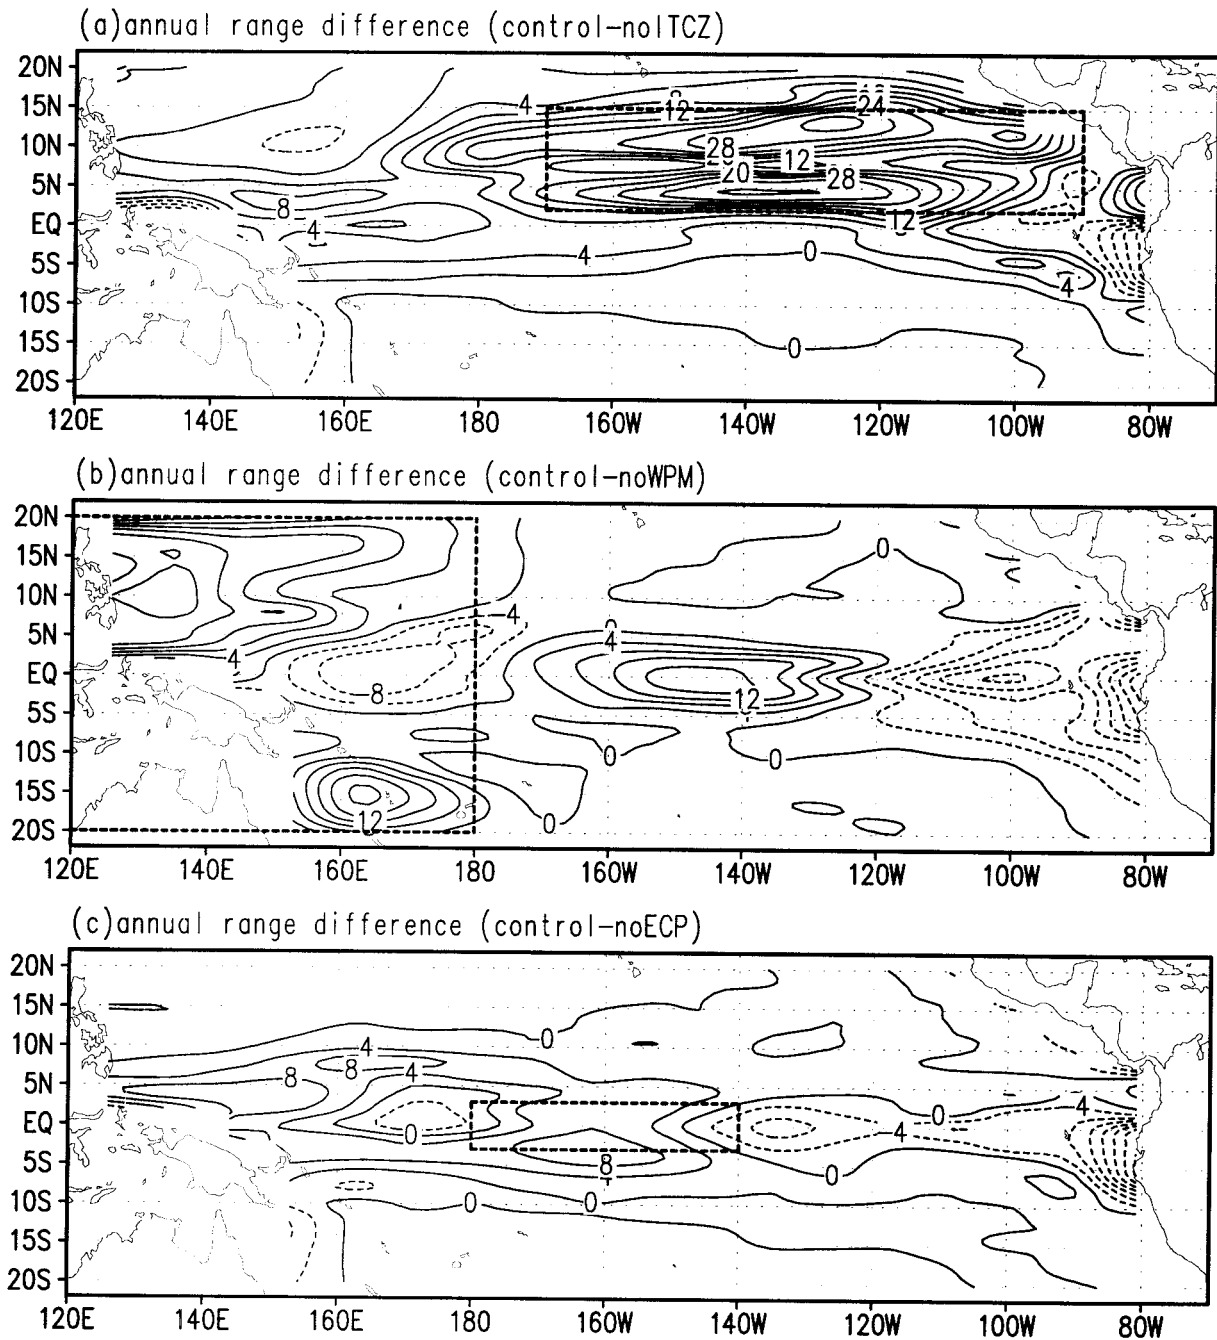 (a)annual range difference (control-noITCZ)
20N
15N
10N
5N
EQ
5S
10S
15S
20S
4
12
24
28
12
20
28
8
4
12
4
0
4
0
120E 140E 160E 180 160W 140W 120W 100W 80W
(b)annual range difference (control-noWPM)
20N
15N
10N
5N
EQ
5S
10S
15S
20S
0
4
4
4
8
12
0
0
12
0
120E 140E 160E 180 160W 140W 120W 100W 80W
(c)annual range difference (control-noECP)
20N
15N
10N
5N
EQ
5S
10S
15S
20S
0
4
8
4
8
0
0
4
4
8
0
0
0
120E 140E 160E 180 160W 140W 120W 100W 80W